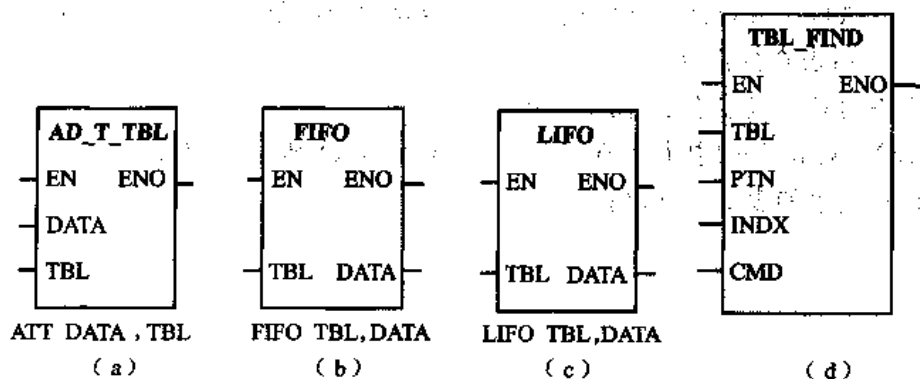 AD_T_TBL
EN ENO
DATA
TBL
ATT DATA , TBL
( a )
FIFO
EN ENO
TBL DATA
FIFO TBL,DATA
( b )
LIFO
EN ENO
TBL DATA
LIFO TBL,DATA
( c )
TBL_FIND
EN ENO
TBL
PTN
INDX
CMD
( d )